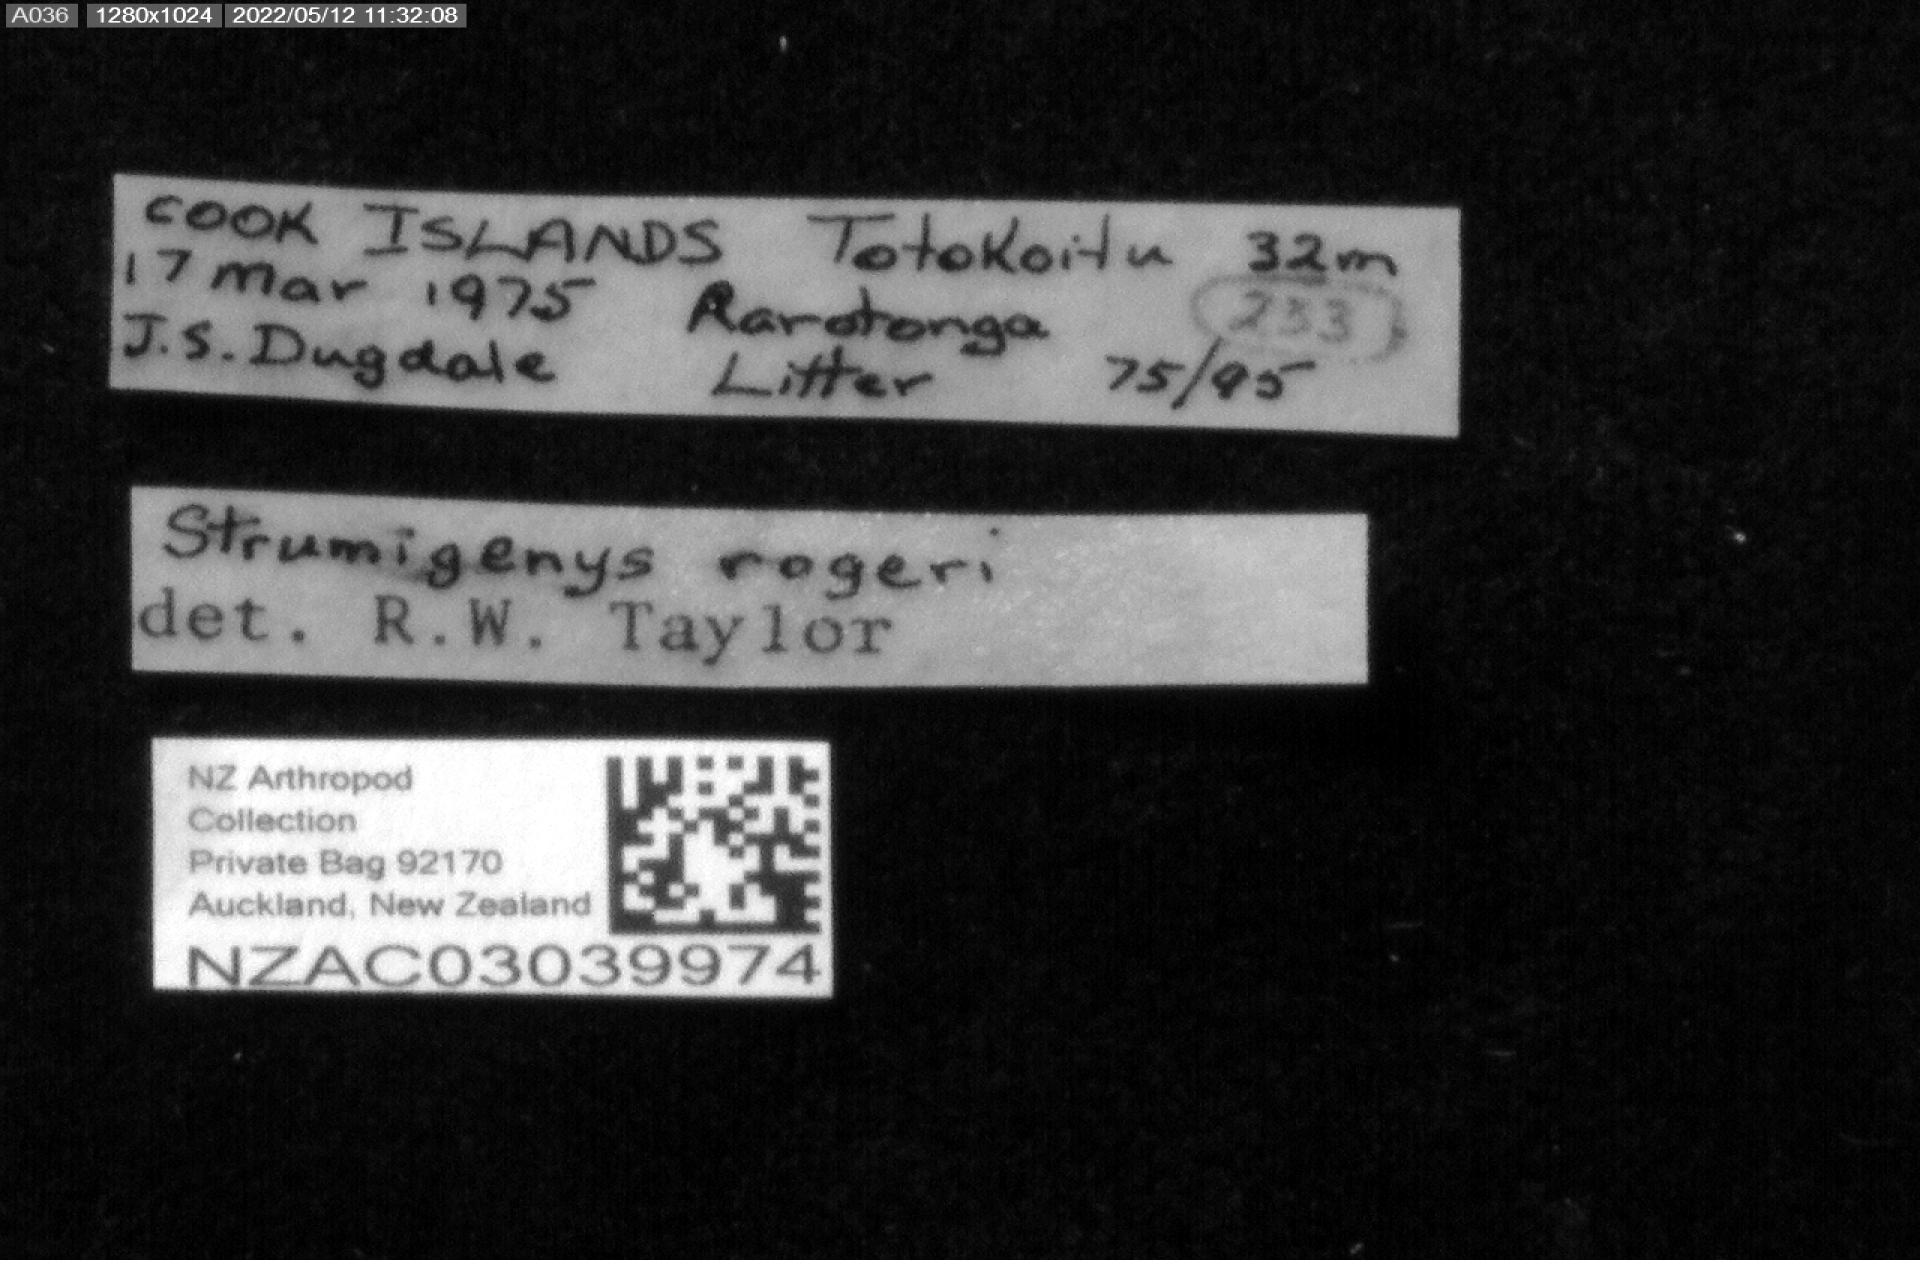 A036 1280x1024 2022/05/12 11:32:08
COOK ISLANDS Totokoitu 32m
17 Mar 1975 Rarotonga 233
J.S. Dugdale Litter 75/95
Strumigenys rogeri
det. R.W. Taylor
NZ Arthropod
Collection
Private Bag 92170
Auckland, New Zealand
NZAC03039974